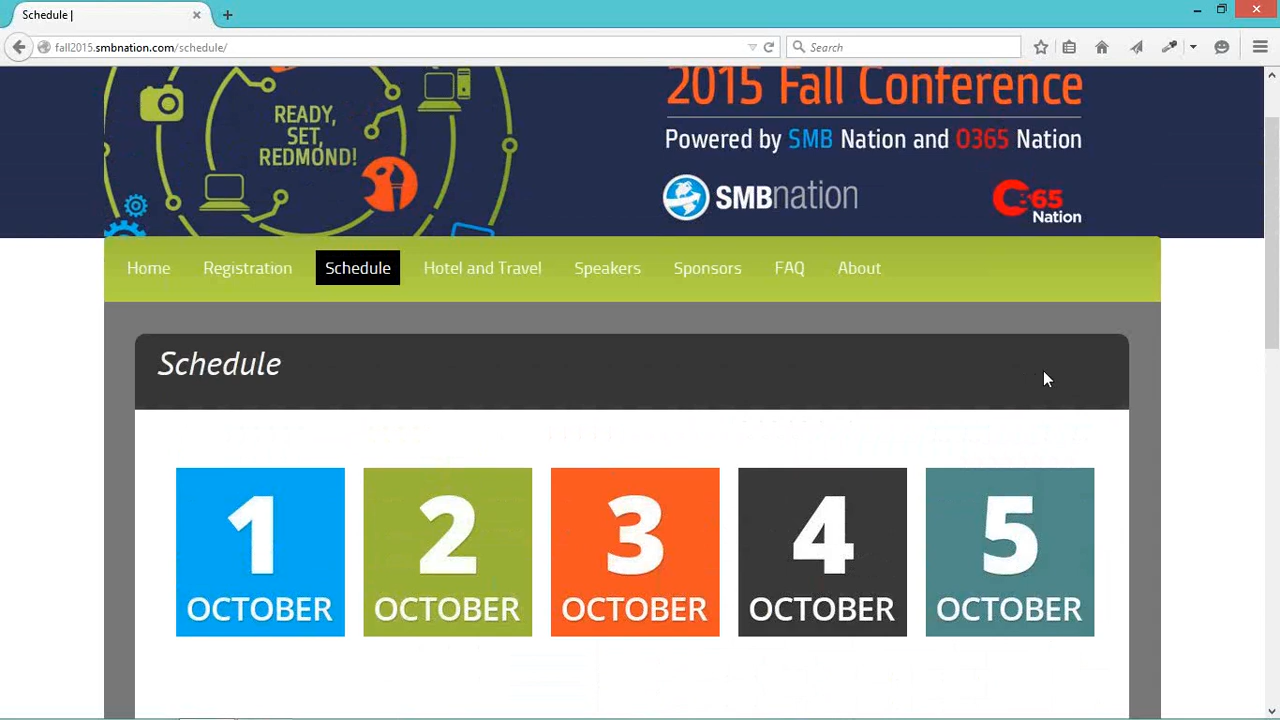 Schedule |
fall2015.smbnation.com/schedule/
Search
READY,
SET,
REDMOND!
2015 Fall Conference
Powered by SMB Nation and O365 Nation
SMBnation
365
Nation
Home Registration Schedule Hotel and Travel Speakers Sponsors FAQ About
Schedule
1 2 3 4 5
OCTOBER OCTOBER OCTOBER OCTOBER OCTOBER